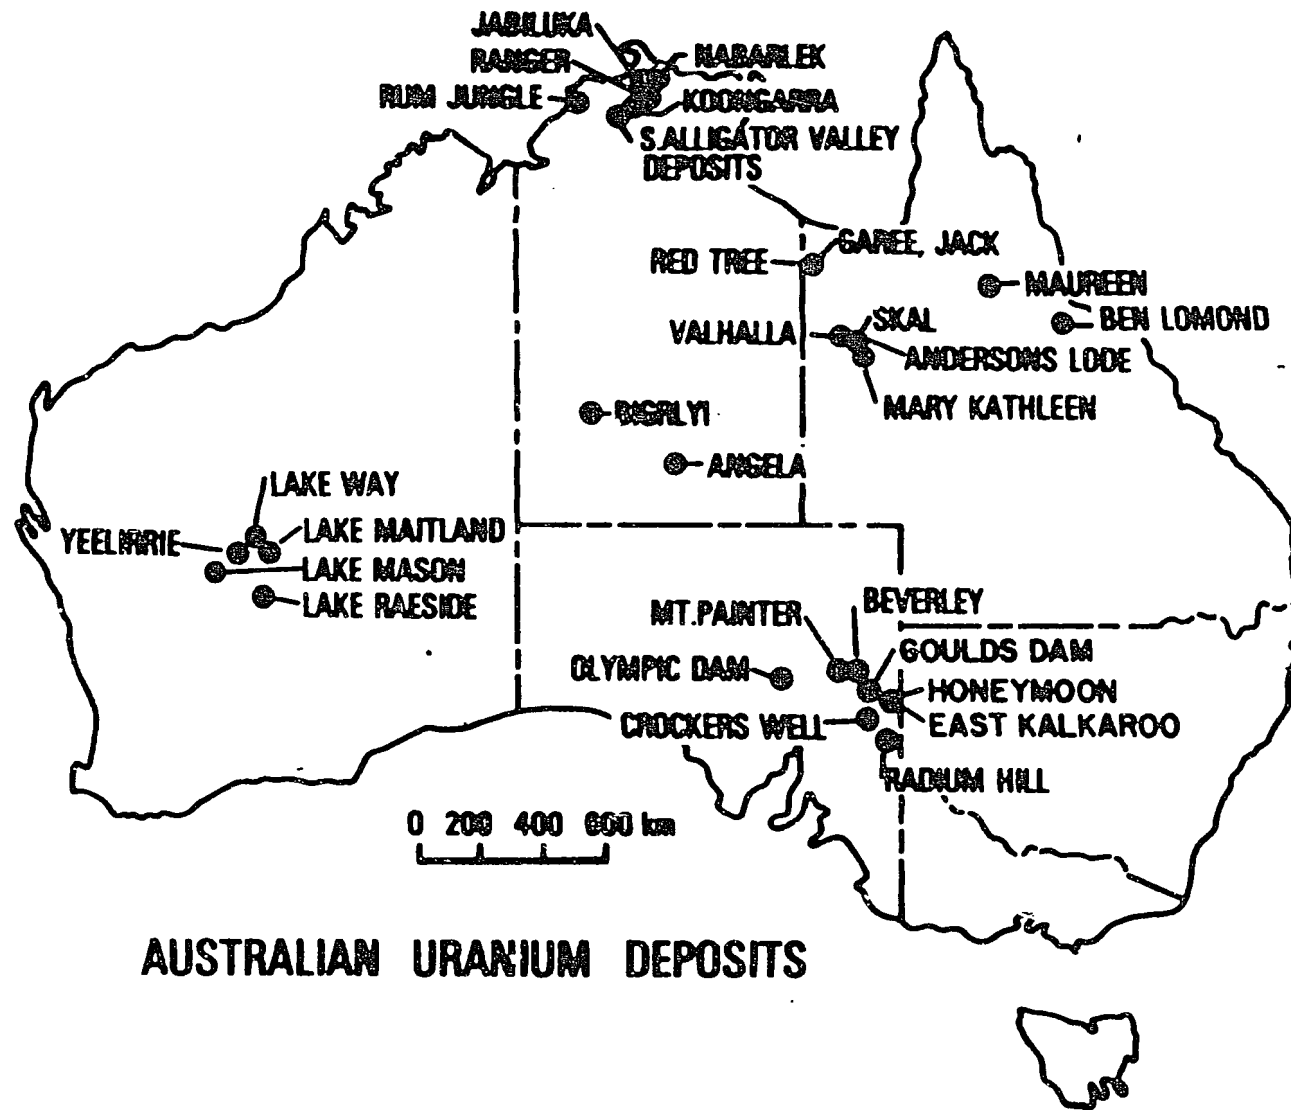 JABILUKA
RANGER
NABARLEK
RUM JUNGLE
KOONGARRA
S.ALLIGATOR VALLEY
DEPOSITS
GAREE, JACK
RED TREE
MAUREEN
SKAL
BEN LOMOND
VALHALLA
ANDERSONS LODE
MARY KATHLEEN
BIGRLYI
ANGELA
LAKE WAY
LAKE MAITLAND
YEELIRRIE
LAKE MASON
LAKE RAESIDE
BEVERLEY
MT.PAINTER
GOULDS DAM
OLYMPIC DAM
HONEYMOON
CROCKERS WELL
EAST KALKAROO
RADIUM HILL
0 200 400 600 km
AUSTRALIAN URANIUM DEPOSITS